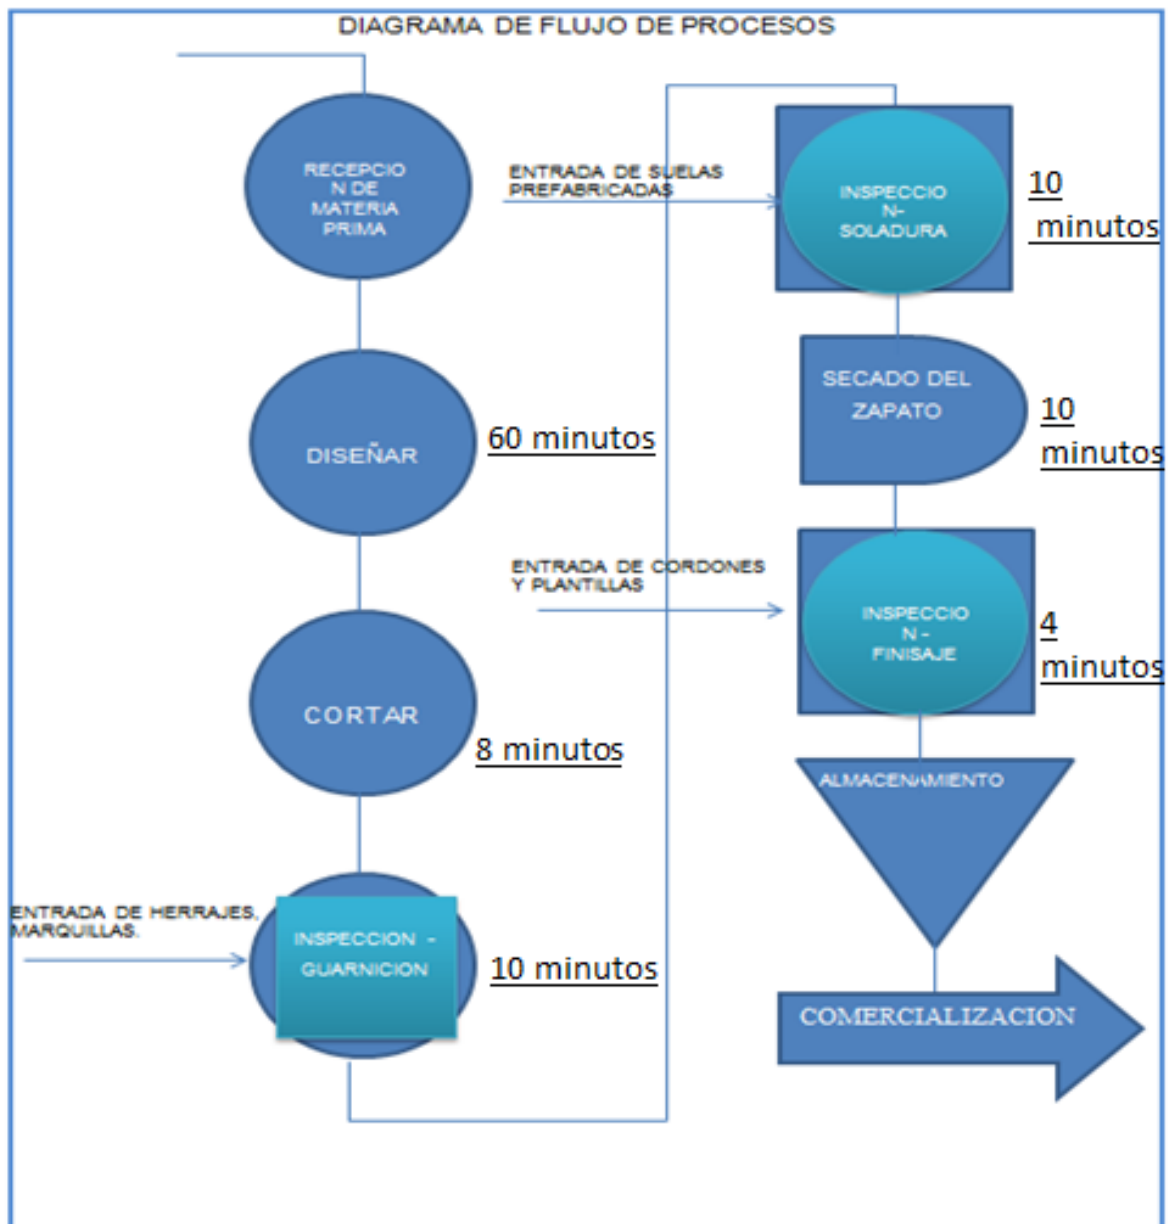 DIAGRAMA DE FLUJO DE PROCESOS
RECEPCIO
N DE
MATERIA
PRIMA
DISEÑAR
60 minutos
CORTAR
8 minutos
ENTRADA DE HERRAJES,
MARQUILLAS.
INSPECCION -
GUARNICION
10 minutos
ENTRADA DE SUELAS
PREFABRICADAS
INSPECCIO
N-
SOLADURA
10
minutos
SECADO DEL
ZAPATO
10
minutos
ENTRADA DE CORDONES
Y PLANTILLAS
INSPECCIO
N -
FINISAJE
4
minutos
ALMACENAMIENTO
COMERCIALIZACION